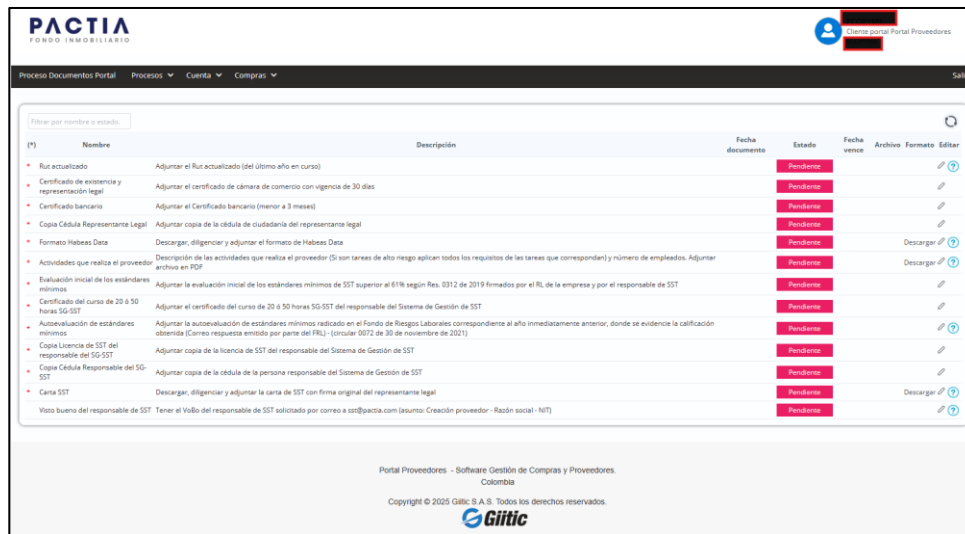 PACTIA
FONDO INMOBILIARIO
Cliente portal Portal Proveedores
Proceso Documentos Portal Procesos Cuenta Compras Sali
Filtrar por nombre o estado.
(*) Nombre Descripción Fecha documento Estado Fecha vence Archivo Formato Editar
* Rut actualizado Adjuntar el Rut actualizado (del último año en curso) Pendiente ?
* Certificado de existencia y representación legal Adjuntar el certificado de cámara de comercio con vigencia de 30 días Pendiente
* Certificado bancario Adjuntar el Certificado bancario (menor a 3 meses) Pendiente
* Copia Cédula Representante Legal Adjuntar copia de la cédula de ciudadanía del representante legal Pendiente
* Formato Habeas Data Descargar, diligenciar y adjuntar el formato de Habeas Data Pendiente Descargar ?
* Actividades que realiza el proveedor Descripción de las actividades que realiza el proveedor (Si son tareas de alto riesgo aplican todos los requisitos de las tareas que correspondan) y número de empleados. Adjuntar archivo en PDF Pendiente Descargar ?
* Evaluación inicial de los estándares mínimos Adjuntar la evaluación inicial de los estándares mínimos de SST superior al 61% según Res. 0312 de 2019 firmados por el RL de la empresa y por el responsable de SST Pendiente
* Certificado del curso de 20 ó 50 horas SG-SST Adjuntar el certificado de curso de 20 ó 50 horas SG-SST del responsable del Sistema de Gestión de SST Pendiente
* Autoevaluación de estándares mínimos Adjuntar la autoevaluación de estándares mínimos radicado en el Fondo de Riesgos Laborales correspondiente al año inmediatamente anterior, donde se evidencie la calificación obtenida (Correo respuesta emitido por parte del FRL) - (circular 0072 de 30 de noviembre de 2021) Pendiente ?
* Copia Licencia de SST del responsable del SG-SST Adjuntar copia de la licencia de SST del responsable del Sistema de Gestión de SST Pendiente
* Copia Cédula Responsable del SG-SST Adjuntar copia de la cédula de la persona responsable del Sistema de Gestión de SST Pendiente
* Carta SST Descargar, diligenciar y adjuntar la carta de SST con firma original del representante legal Pendiente Descargar ?
Visto bueno del responsable de SST Tener el VoBo del responsable de SST solicitado por correo a sst@pactia.com (asunto: Creación proveedor - Razón social - NIT) Pendiente ?
Portal Proveedores - Software Gestión de Compras y Proveedores.
Colombia
Copyright © 2025 Giitic S.A.S. Todos los derechos reservados.
Giitic